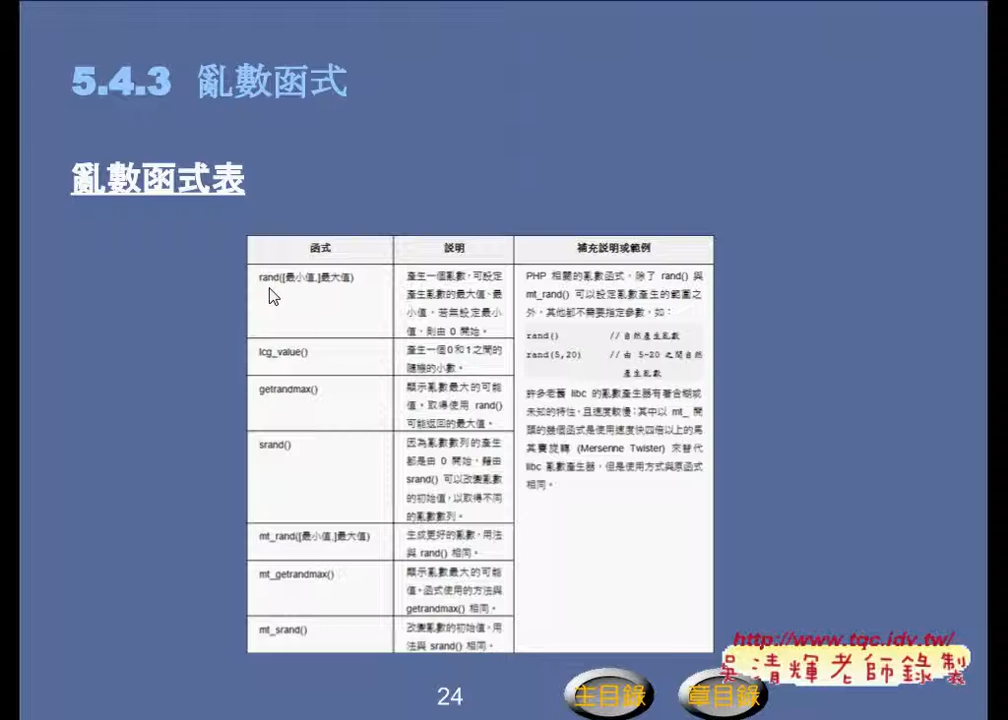 5.4.3 亂數函式
亂數函式表
函式
說明
補充說明或範例
rand([最小值,]最大值)
產生一個亂數，可設定
產生亂數的最大值、最
小值，若無設定最小
值，則由 0 開始。
lcg_value()
產生一個0和1之間的
隨機的小數。
getrandmax()
顯示亂數最大的可能
值。取得使用 rand()
可能返回的最大值。
srand()
因為亂數數列的產生
都是由 0 開始，藉由
srand() 可以改變亂數
的初始值，以取得不同
的亂數數列。
mt_rand([最小值,]最大值)
生成更好的亂數，用法
與 rand() 相同。
mt_getrandmax()
顯示亂數最大的可能
值。函式使用的方法與
getrandmax() 相同。
mt_srand()
改變亂數的初始值，用
法與 srand() 相同。
PHP 相關的亂數函式，除了 rand() 與
mt_rand() 可以設定亂數產生的範圍之
外，其他都不需要指定參數，如：
rand() //自然產生亂數
rand(5,20) //由 5-20 之間自然
產生亂數
許多老舊 libc 的亂數產生器有著含糊或
未知的特性，且速度較慢；其中以 mt_ 開
頭的幾個函式是使用速度快四倍以上的馬
其賽旋轉 (Mersenne Twister) 來替代
libc 亂數產生器，但是使用方式與原函式
相同。
http://www.tqc.idv.tw/
吳清輝老師錄製
24
主目錄
章目錄